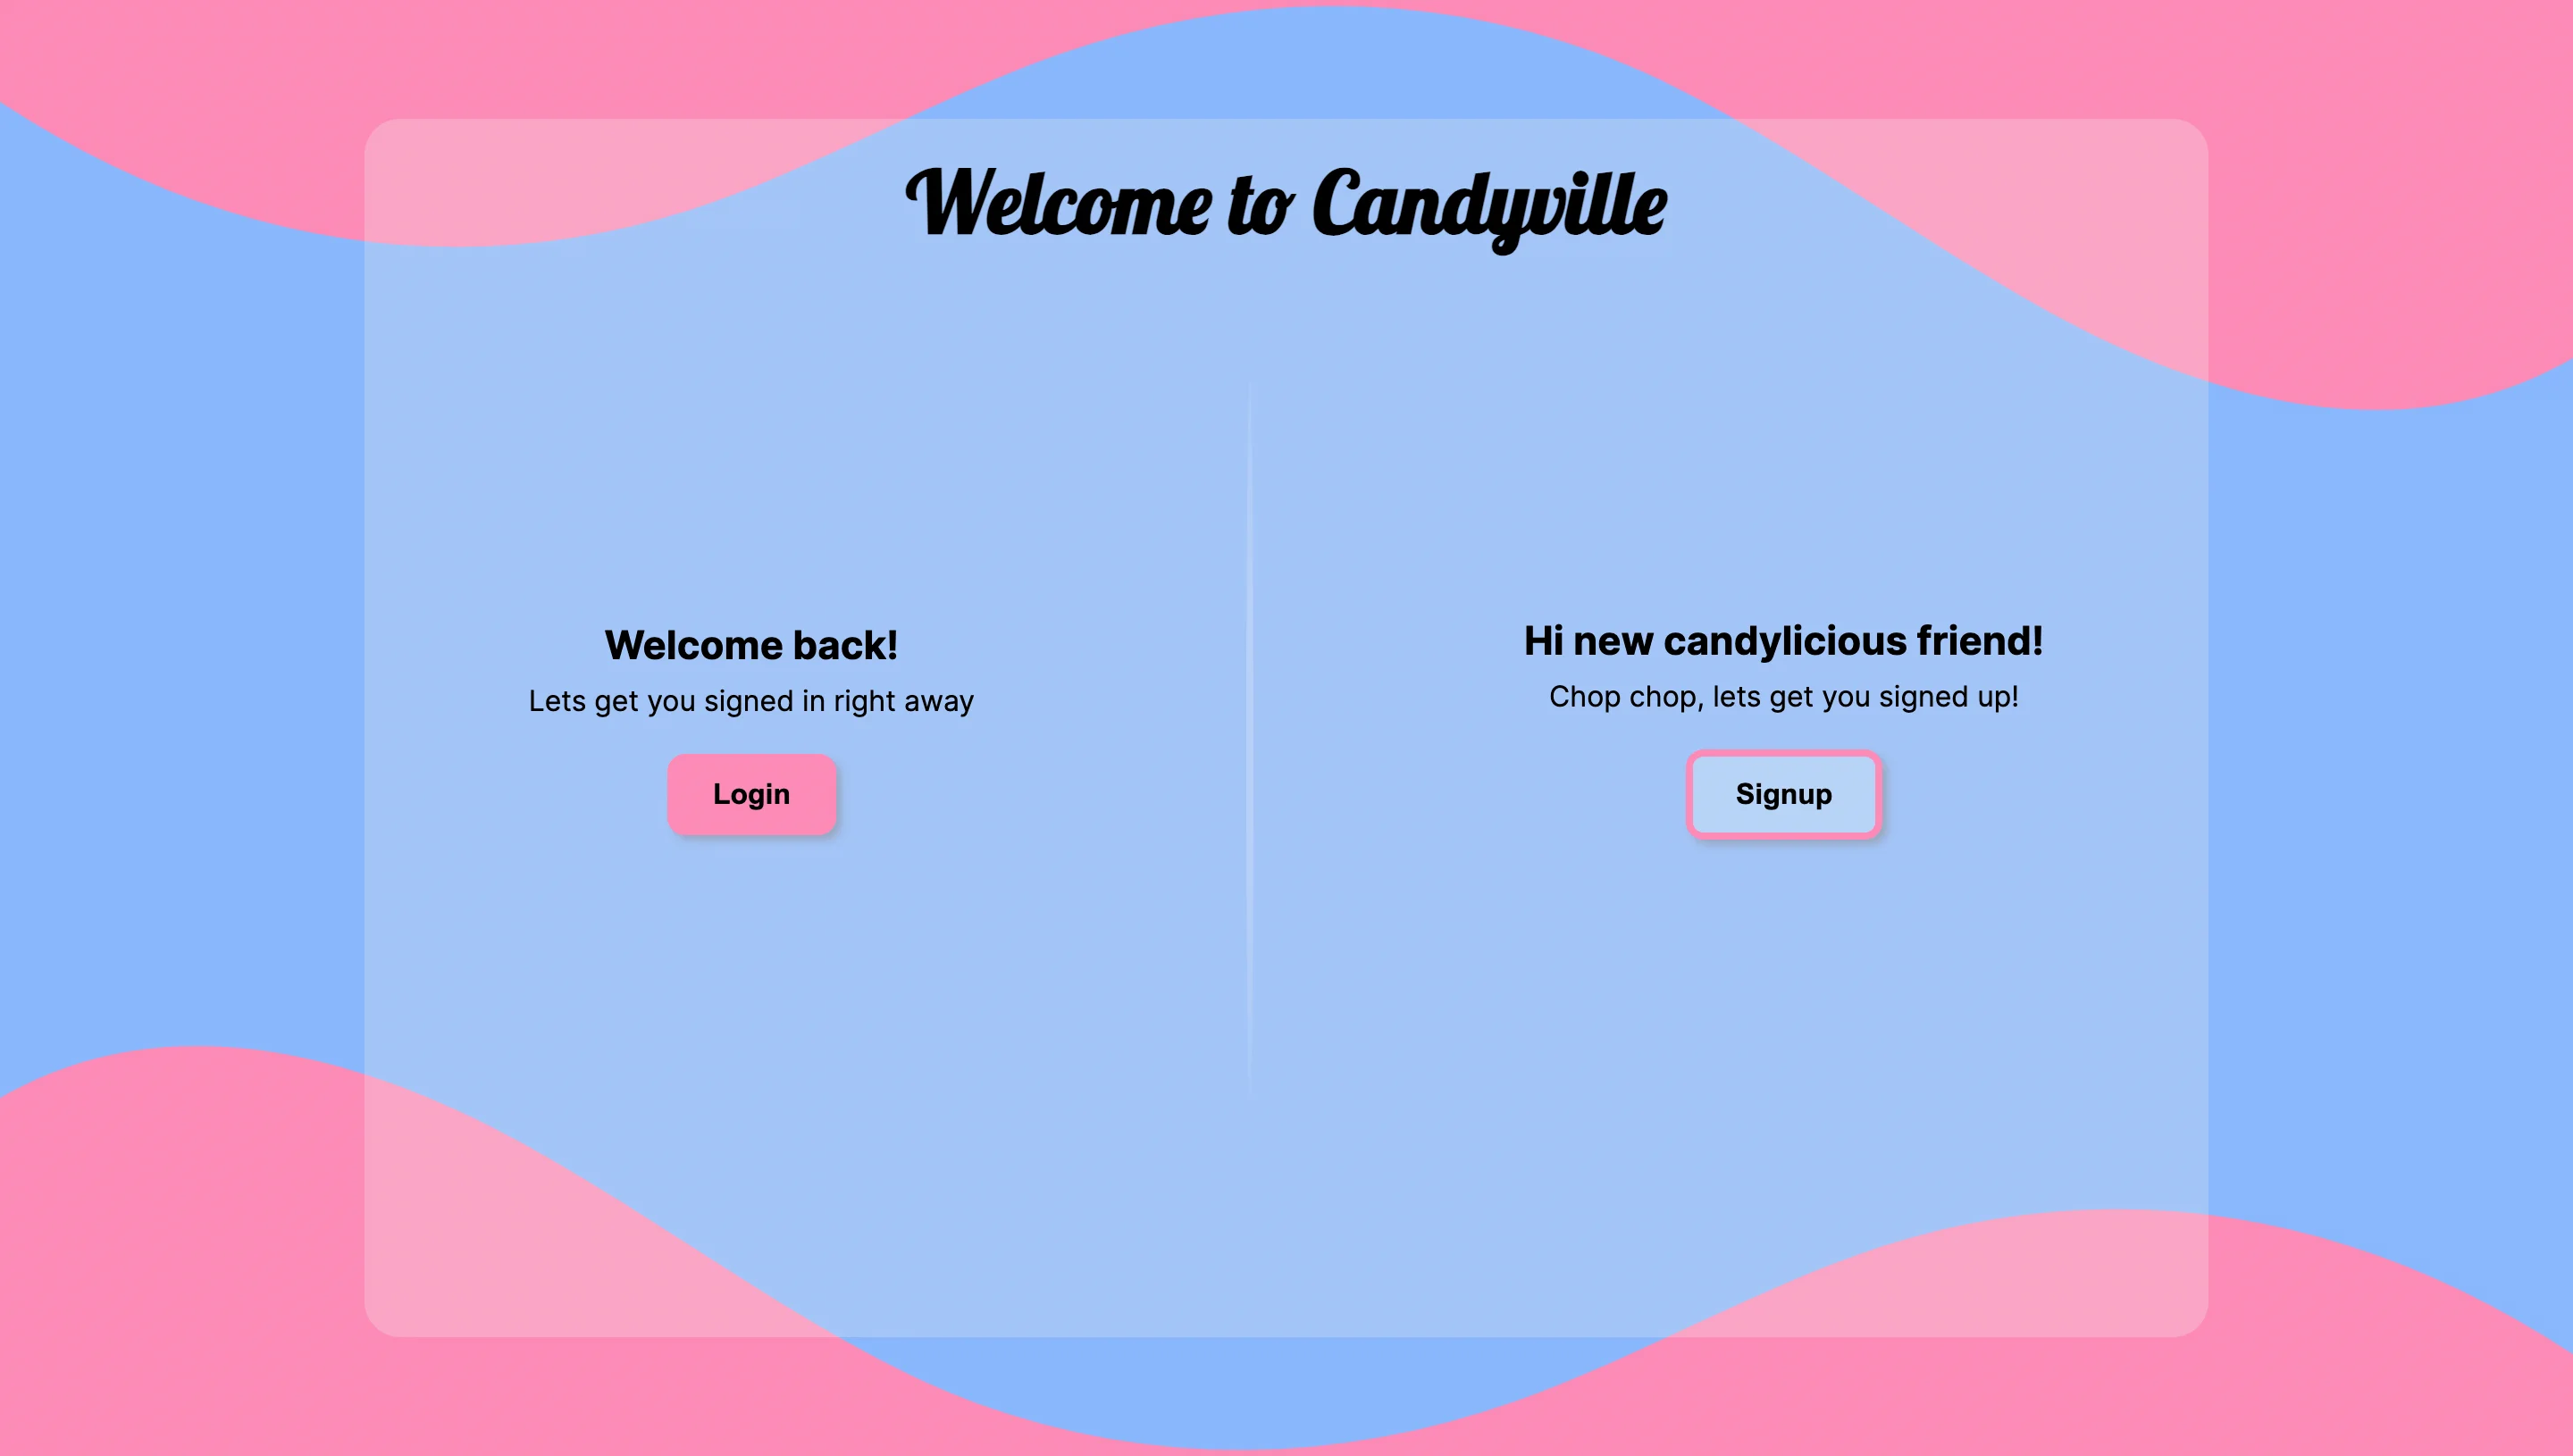 Welcome to Candyville
Welcome back!
Lets get you signed in right away
Login
Hi new candylicious friend!
Chop chop, lets get you signed up!
Signup